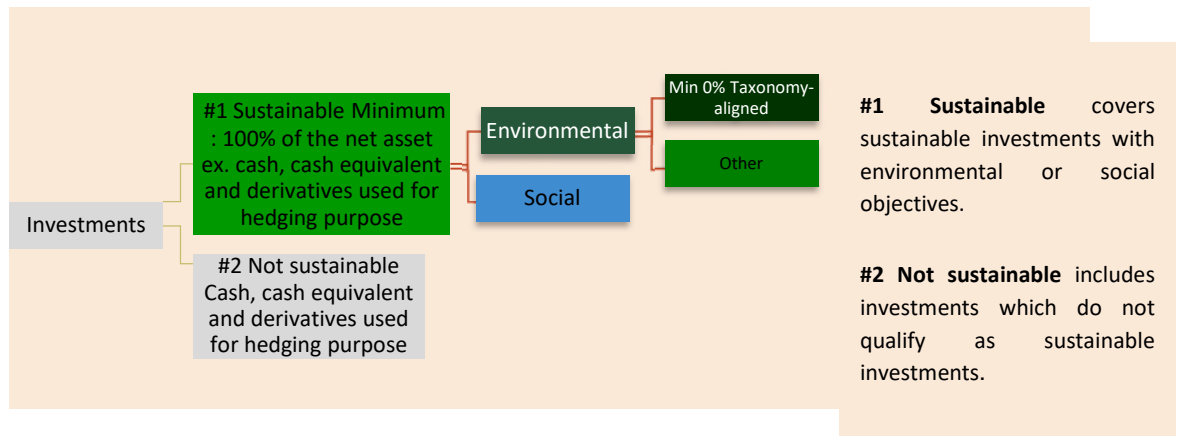 Investments
#1 Sustainable Minimum
: 100% of the net asset
ex. cash, cash equivalent
and derivatives used for
hedging purpose
#2 Not sustainable
Cash, cash equivalent
and derivatives used
for hedging purpose
Environmental
Social
Min 0% Taxonomy-
aligned
Other
#1 Sustainable covers
sustainable investments with
environmental or social
objectives.
#2 Not sustainable includes
investments which do not
qualify as sustainable
investments.